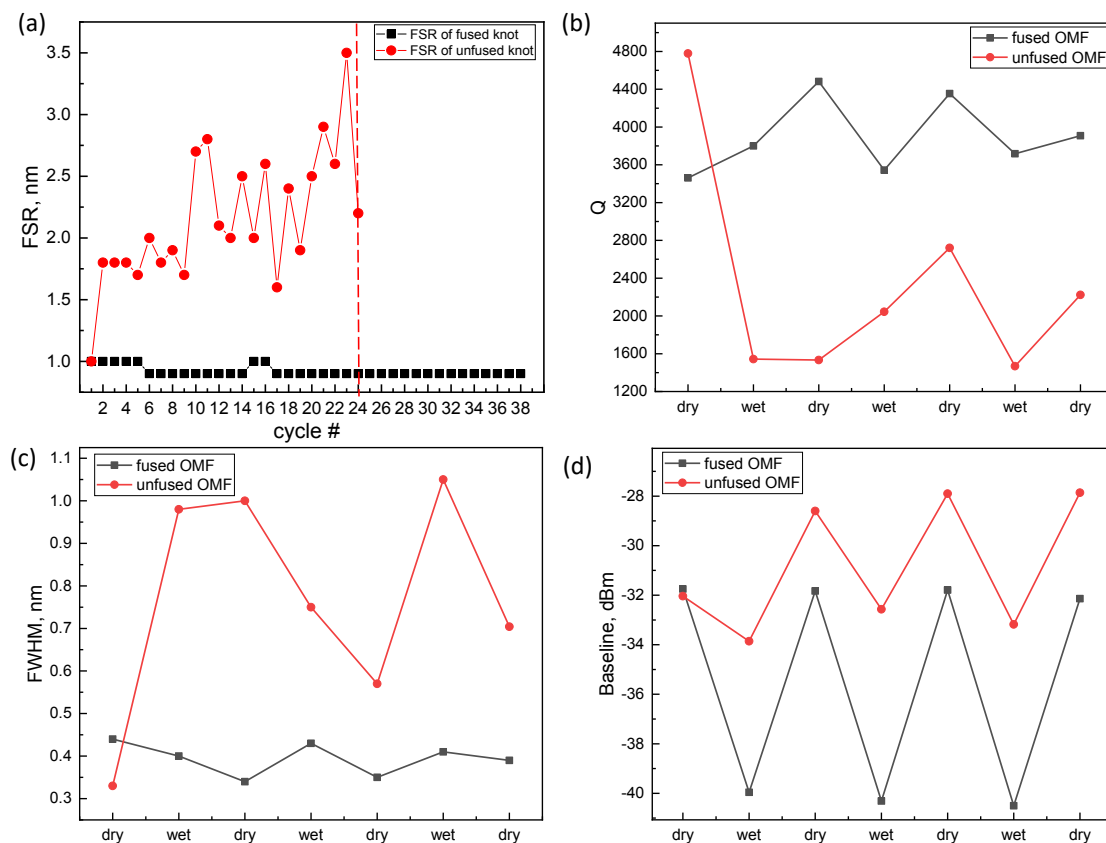 (a)
FSR of fused knot
FSR of unfused knot
3.5
3.0
2.5
2.0
1.5
1.0
FSR, nm
2 4 6 8 10 12 14 16 18 20 22 24 26 28 30 32 34 36 38
cycle #
(b)
fused OMF
unfused OMF
4800
4400
4000
3600
3200
2800
2400
2000
1600
1200
Q
dry wet dry wet dry wet dry
(c)
fused OMF
unfused OMF
1.1
1.0
0.9
0.8
0.7
0.6
0.5
0.4
0.3
FWHM, nm
dry wet dry wet dry wet dry
(d)
fused OMF
unfused OMF
-28
-30
-32
-34
-36
-38
-40
Baseline, dBm
dry wet dry wet dry wet dry